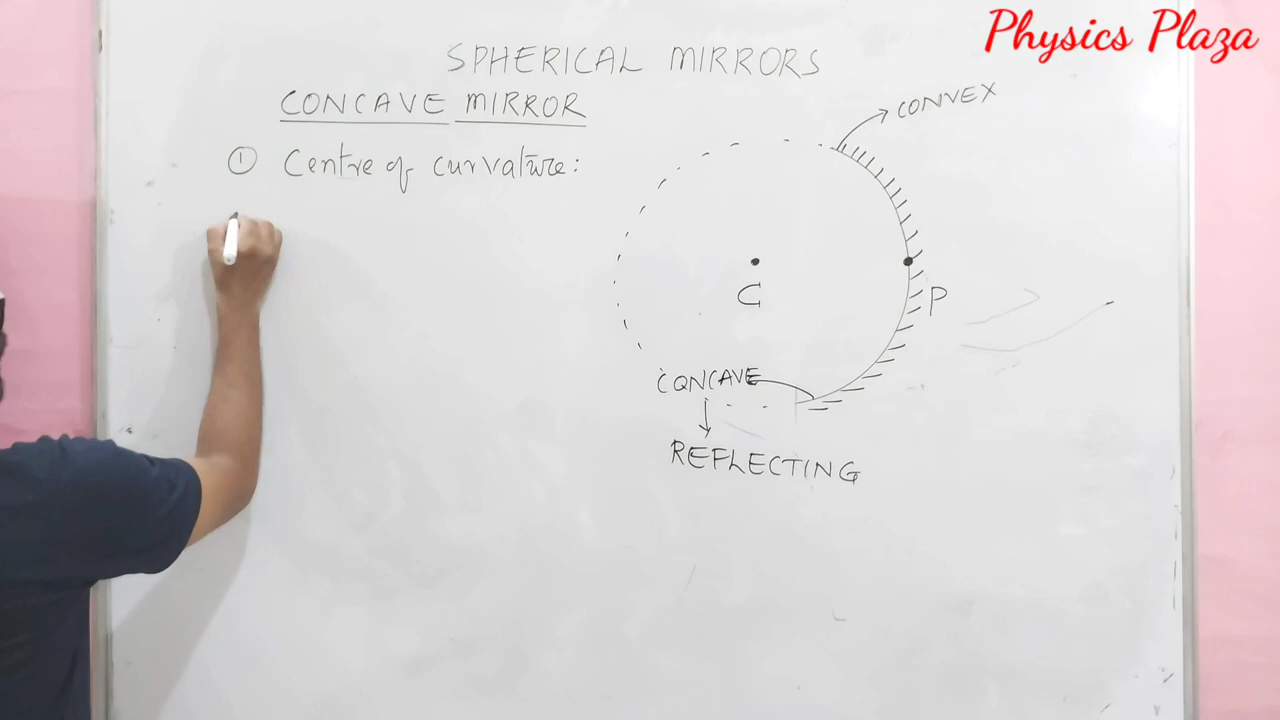 Physics Plaza
SPHERICAL MIRRORS
CONCAVE MIRROR
CONVEX
① Centre of curvature:
C
P
CONCAVE
REFLECTING